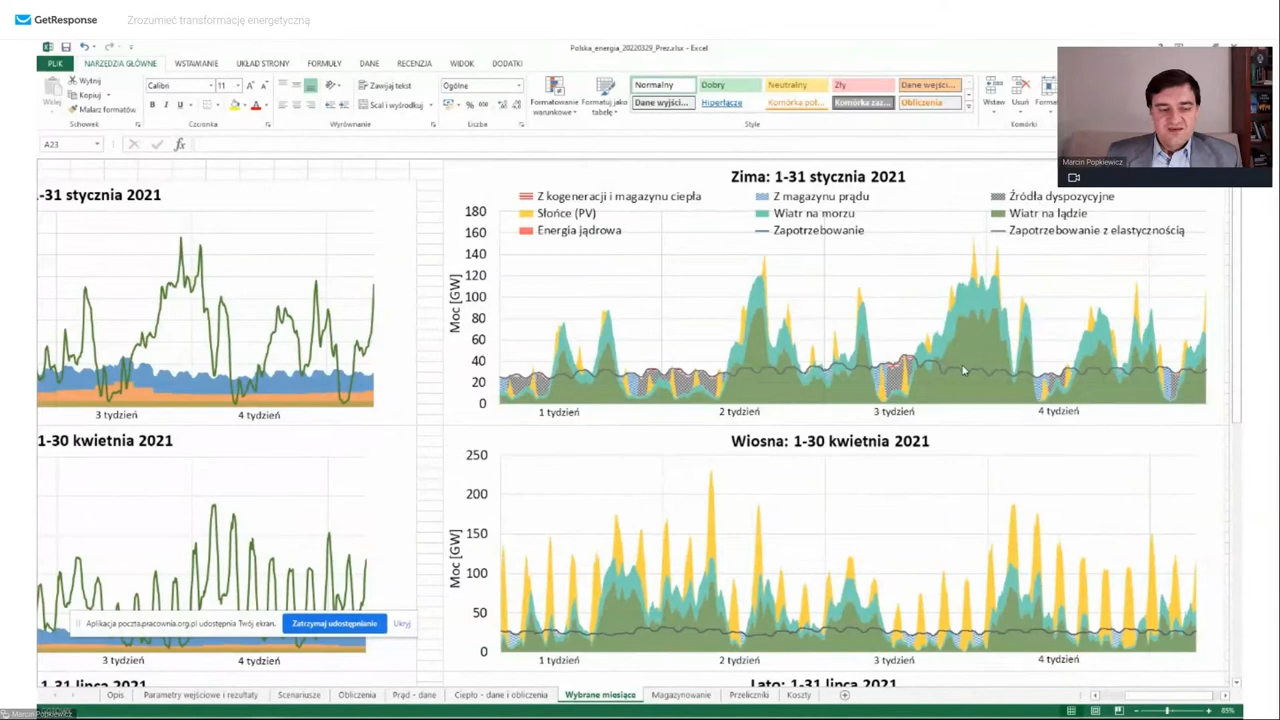 GetResponse
Zrozumieć transformację energetyczną
Polska_energia_20220329_Prez.xlsx - Excel
PLIK NARZĘDZIA GŁÓWNE WSTAWIANIE UKŁAD STRONY FORMUŁY DANE RECENZJA WIDOK DODATKI
Wklej
Wytnij
Kopiuj
Malarz formatów
Schowek
Calibri 11
B I U
Czcionka
Zawijaj tekst
Scal i wyśrodkuj
Wyrównanie
Ogólne
Liczba
Formatowanie warunkowe
Formatuj jako tabelę
Normalny Dobry Neutralny Zły Dane wejści...
Dane wyjści... Hiperłącze Komórka poł... Komórka zaz... Obliczenia
Style
Wstaw Usuń
Komórki
Marcin Popkiewicz
A23
fx
-31 stycznia 2021
3 tydzień 4 tydzień
Zima: 1-31 stycznia 2021
Z kogeneracji i magazynu ciepła Z magazynu prądu Źródła dyspozycyjne
Słońce (PV) Wiatr na morzu Wiatr na lądzie
Energia jądrowa Zapotrzebowanie Zapotrzebowanie z elastycznością
Moc [GW]
180
160
140
120
100
80
60
40
20
0
1 tydzień 2 tydzień 3 tydzień 4 tydzień
1-30 kwietnia 2021
3 tydzień 4 tydzień
Wiosna: 1-30 kwietnia 2021
Moc [GW]
250
200
150
100
50
0
1 tydzień 2 tydzień 3 tydzień 4 tydzień
Aplikacja poczta.pracownia.org.pl udostępnia Twój ekran. Zatrzymaj udostępnianie Ukryj
1-31 lipca 2021
Lato: 1-31 lipca 2021
Opis Parametry wejściowe i rezultaty Scenariusze Obliczenia Prąd - dane Ciepło - dane i obliczenia Wybrane miesiące Magazynowanie Przeliczniki Koszty
85%
Marcin Popkiewicz